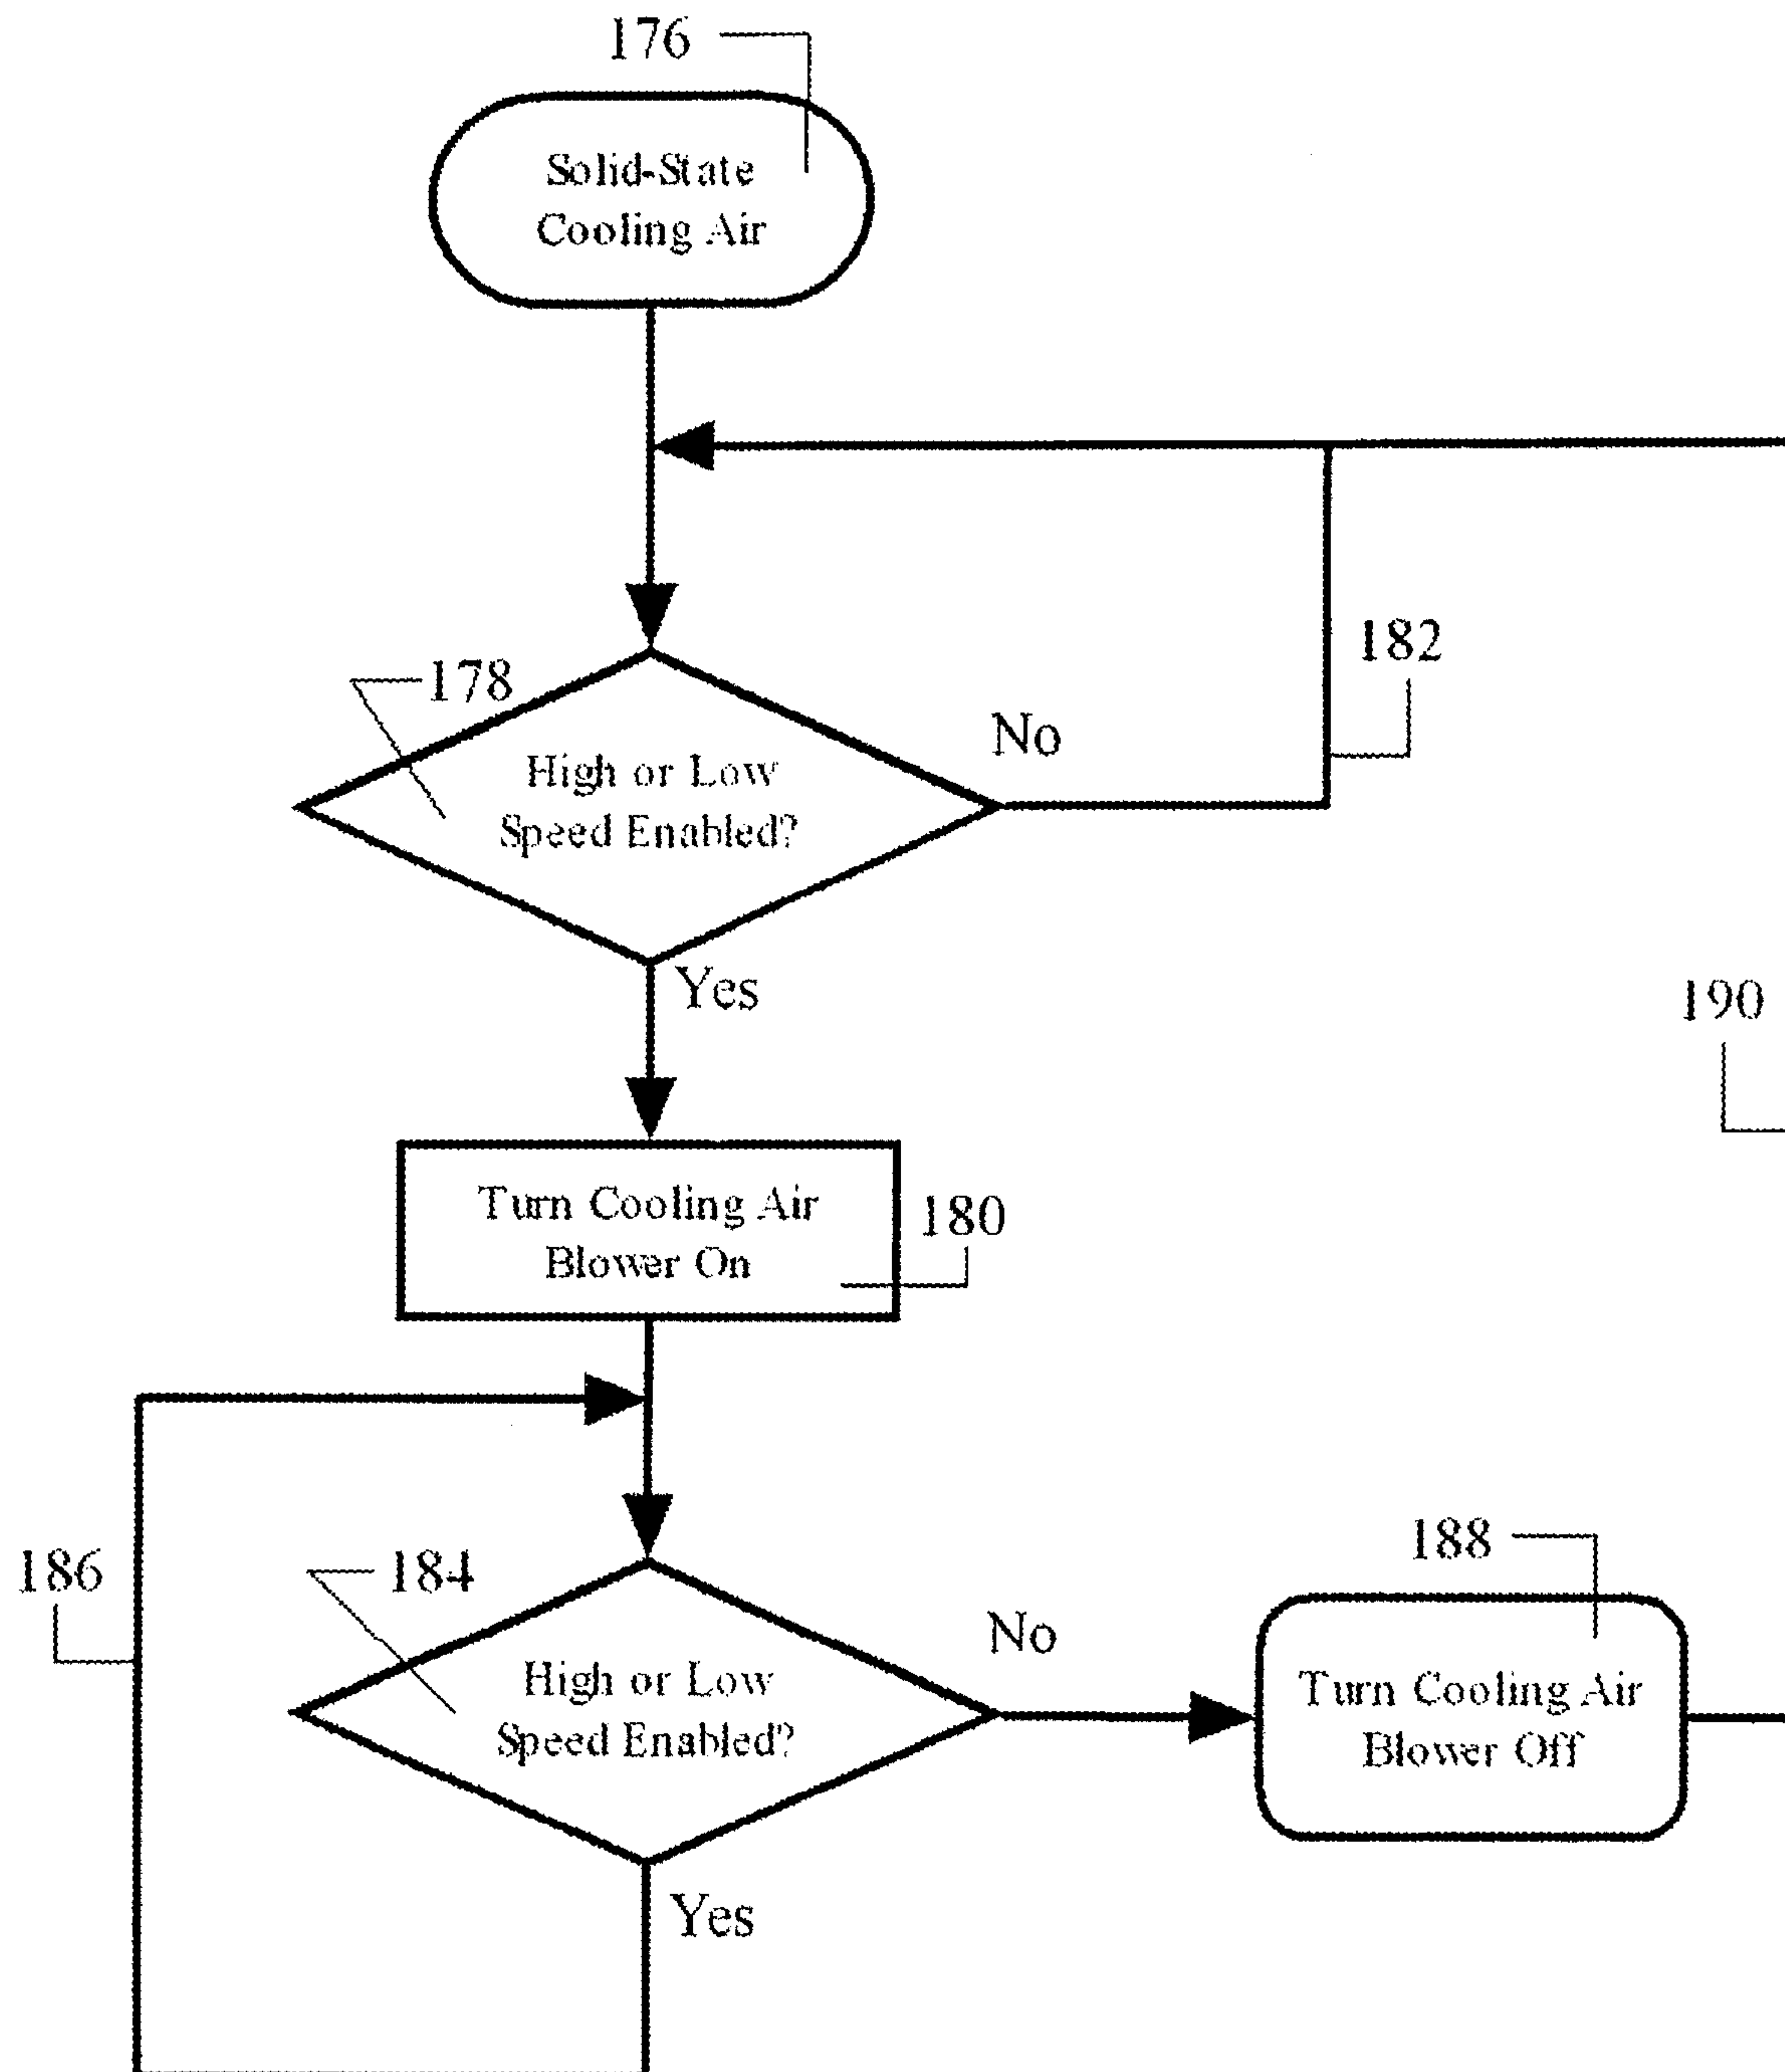 176
Solid-State
Cooling Air
182
178
No
High or Low
Speed Enabled?
Yes
190
Turn Cooling Air
Blower On
180
186
184
No
188
High or Low
Speed Enabled?
Turn Cooling Air
Blower Off
Yes